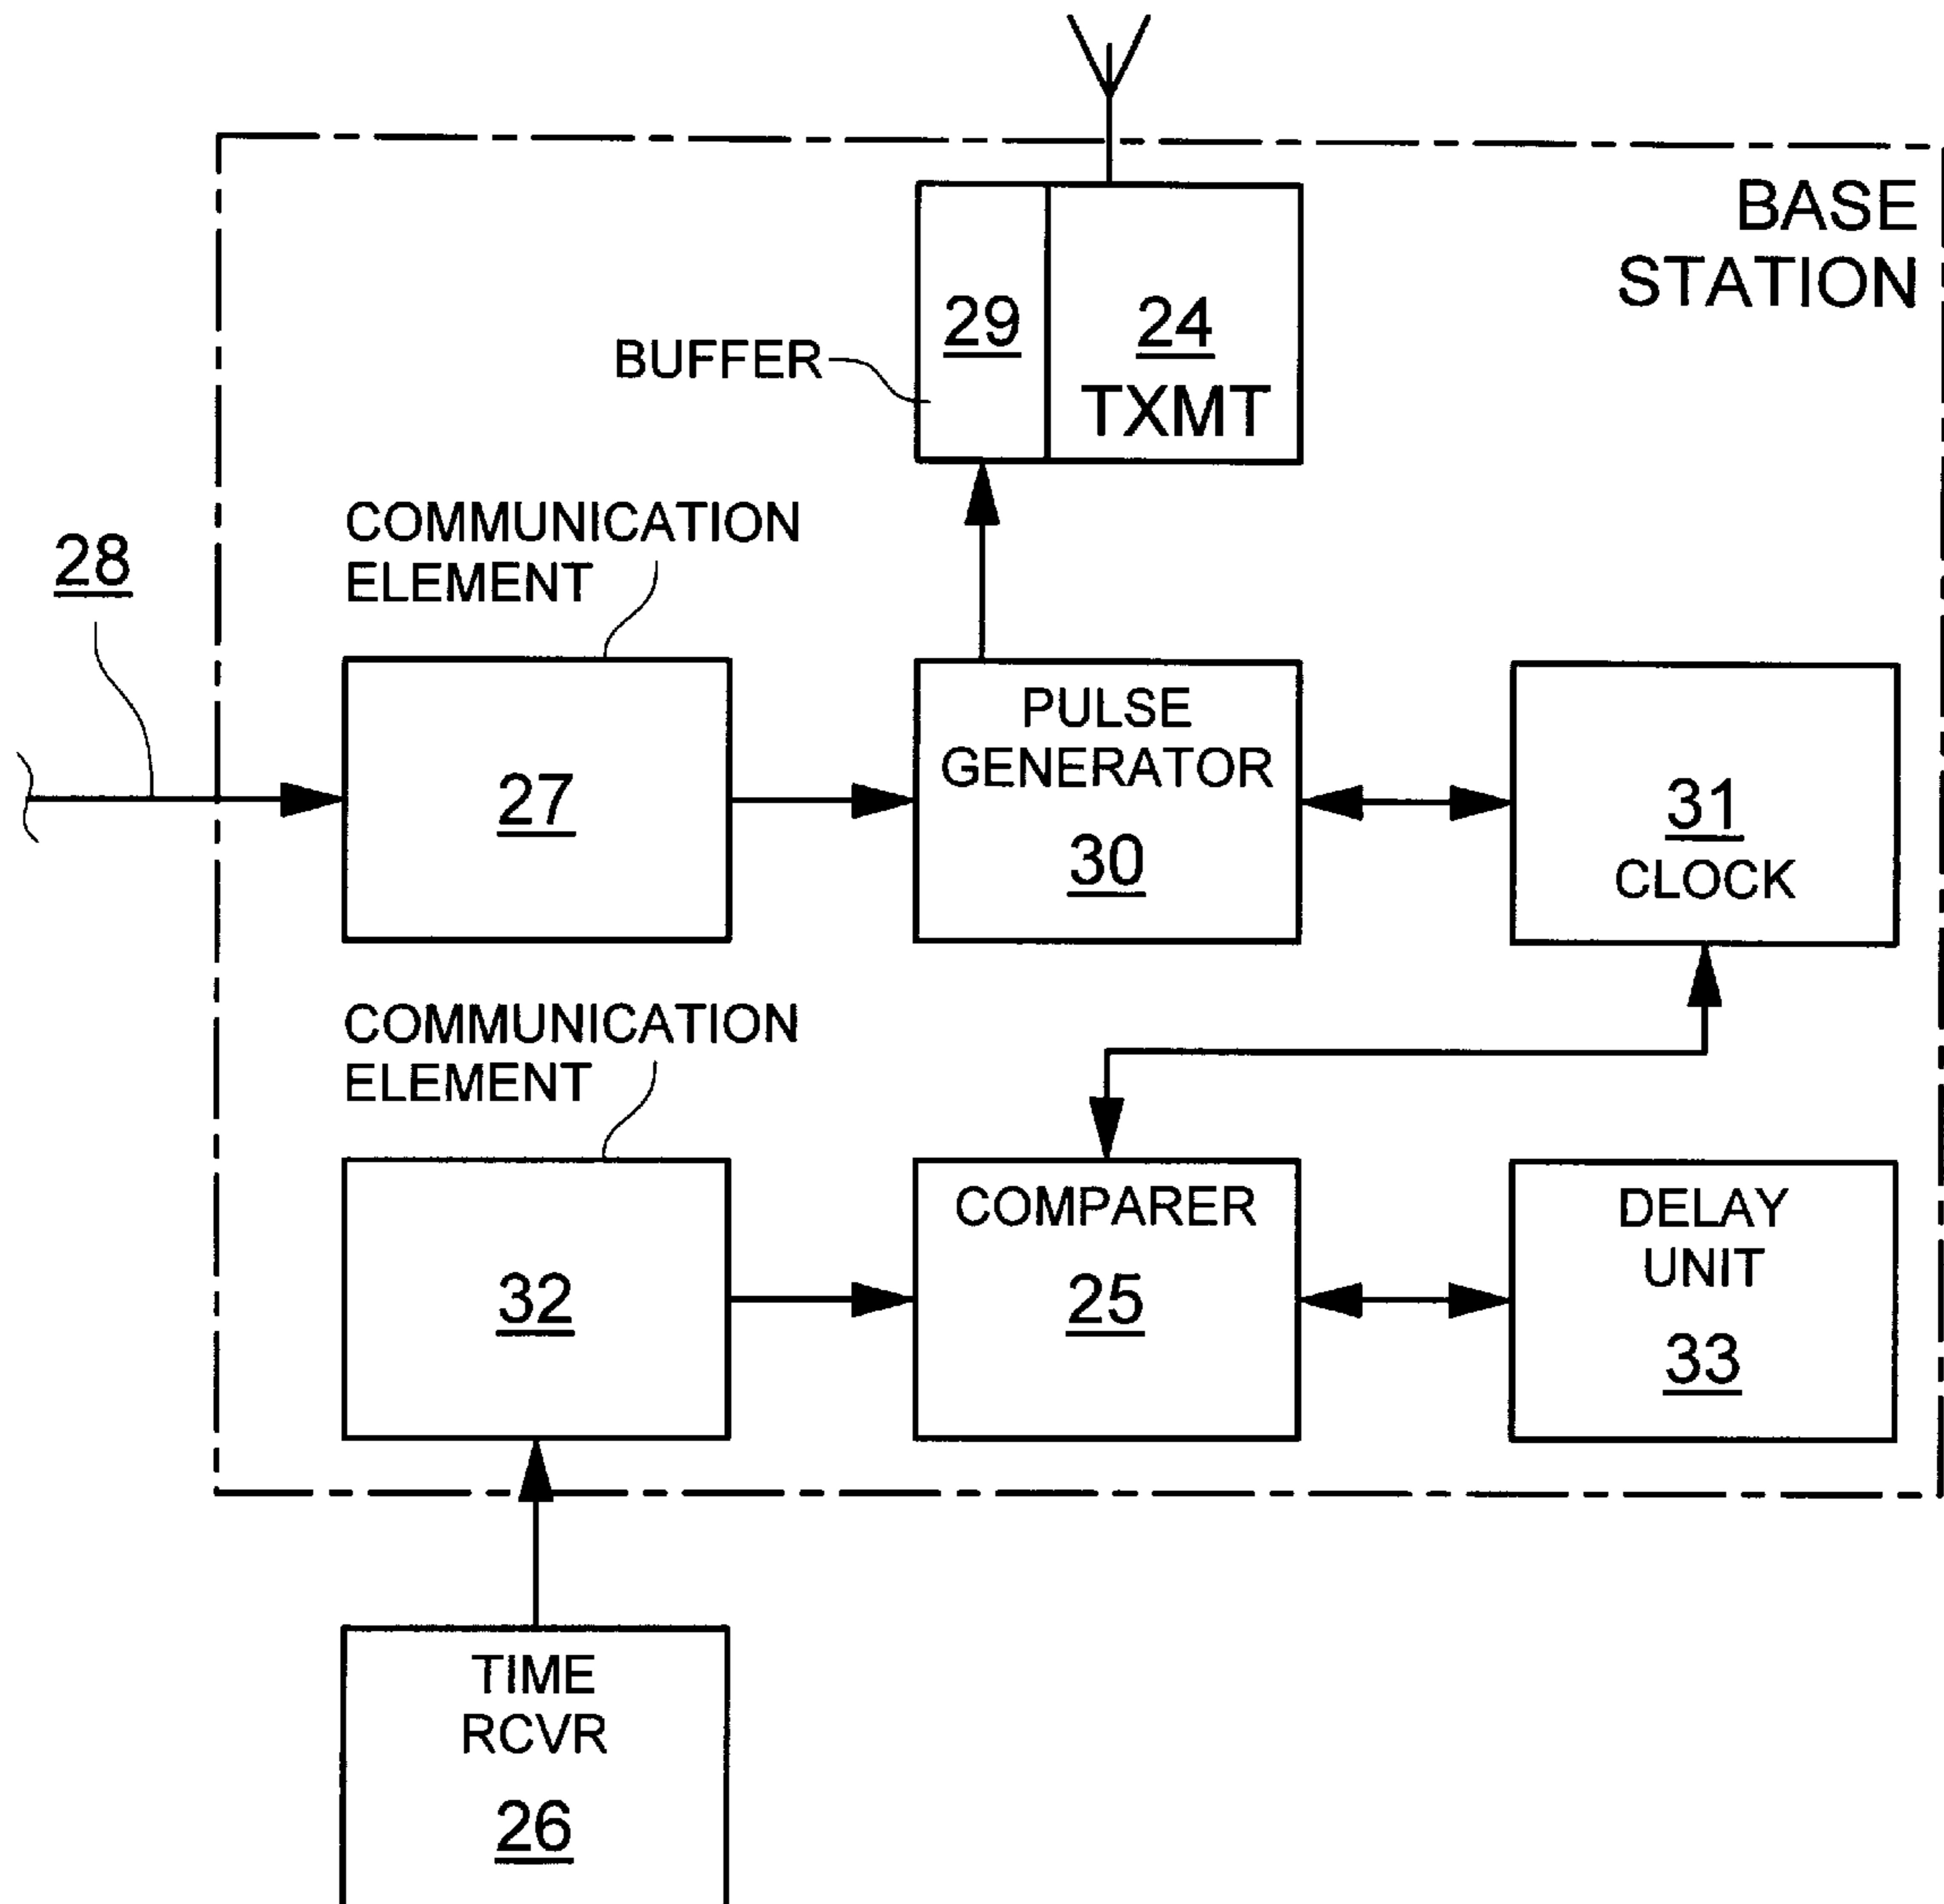 BASE
STATION
29
24
BUFFER
TXMT
COMMUNICATION
ELEMENT
28
PULSE
GENERATOR
27
30
31
CLOCK
COMMUNICATION
ELEMENT
COMPARER
DELAY
UNIT
32
25
33
TIME
RCVR
26